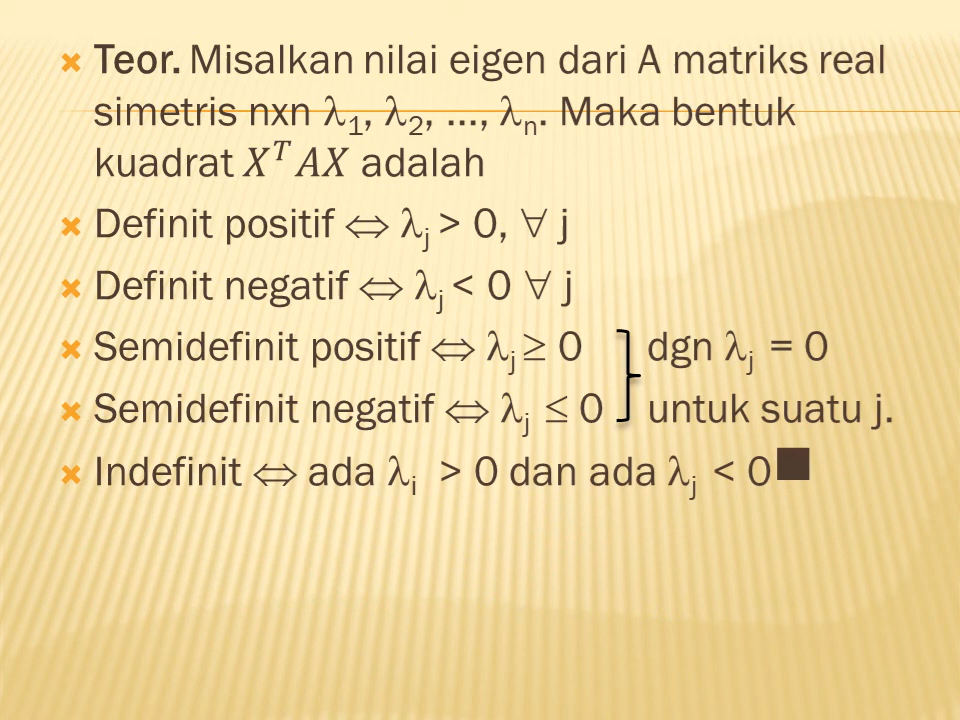 Teor. Misalkan nilai eigen dari A matriks real
simetris nxn λ₁, λ₂, ..., λₙ. Maka bentuk
kuadrat 𝑋ᵀ𝐴𝑋 adalah
Definit positif ⇔ λⱼ > 0, ∀ j
Definit negatif ⇔ λⱼ < 0 ∀ j
Semidefinit positif ⇔ λⱼ ≥ 0 dgn λⱼ = 0
Semidefinit negatif ⇔ λⱼ ≤ 0 untuk suatu j.
Indefinit ⇔ ada λᵢ > 0 dan ada λⱼ < 0■